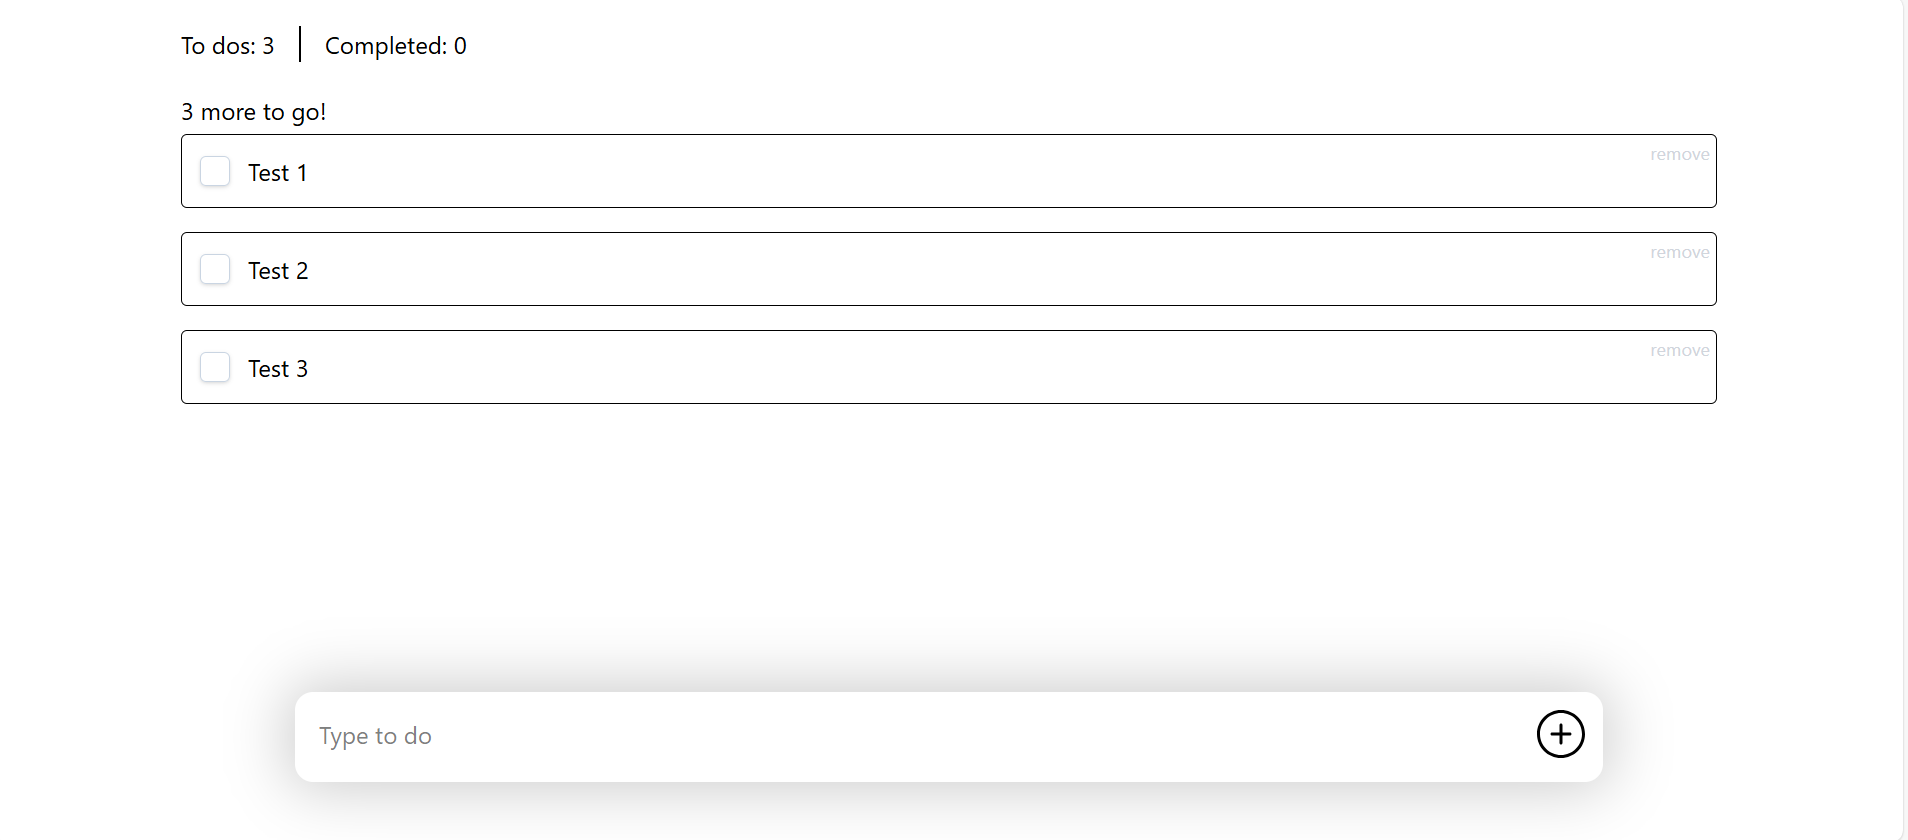 To dos: 3 Completed: 0
3 more to go!
Test 1 remove
Test 2 remove
Test 3 remove
Type to do